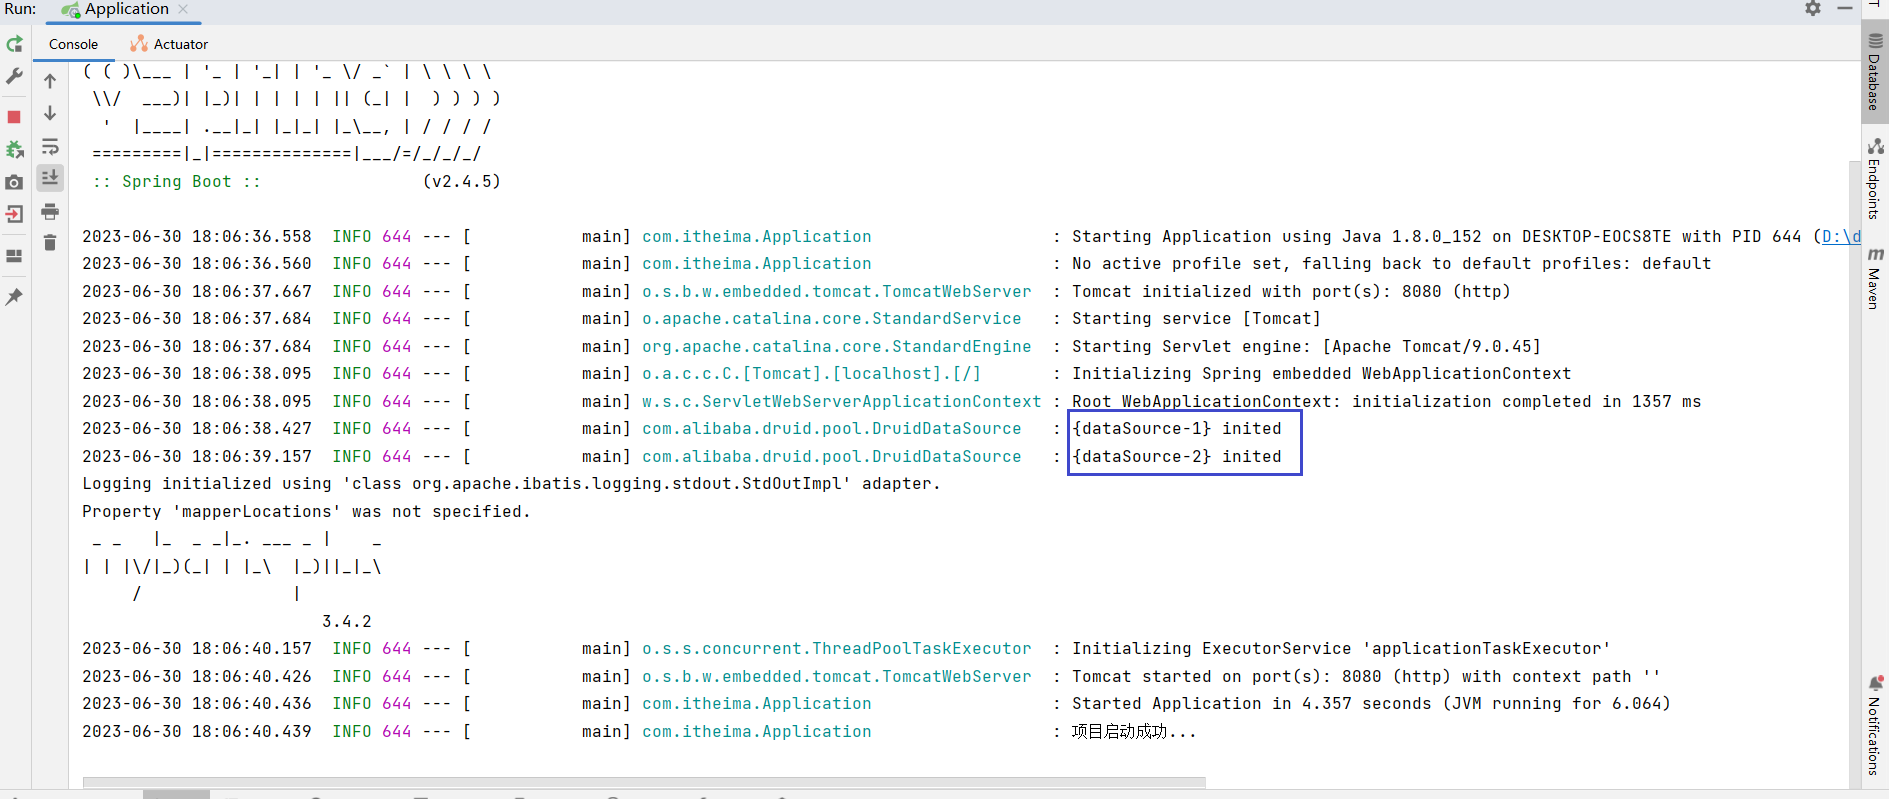 Run: Application
Console Actuator
( ( )\___ | '_ | '_| | '_ \/ _` | \ \ \ \
 \\/  ___)| |_)| | | | | || (_| |  ) ) ) )
  '  |____| .__|_| |_|_| |_\__, | / / / /
 =========|_|==============|___/=/_/_/_/
 :: Spring Boot ::                (v2.4.5)
2023-06-30 18:06:36.558  INFO 644 --- [           main] com.itheima.Application                  : Starting Application using Java 1.8.0_152 on DESKTOP-EOCS8TE with PID 644 (D:\d
2023-06-30 18:06:36.560  INFO 644 --- [           main] com.itheima.Application                  : No active profile set, falling back to default profiles: default
2023-06-30 18:06:37.667  INFO 644 --- [           main] o.s.b.w.embedded.tomcat.TomcatWebServer  : Tomcat initialized with port(s): 8080 (http)
2023-06-30 18:06:37.684  INFO 644 --- [           main] o.apache.catalina.core.StandardService   : Starting service [Tomcat]
2023-06-30 18:06:37.684  INFO 644 --- [           main] org.apache.catalina.core.StandardEngine  : Starting Servlet engine: [Apache Tomcat/9.0.45]
2023-06-30 18:06:38.095  INFO 644 --- [           main] o.a.c.c.C.[Tomcat].[localhost].[/]       : Initializing Spring embedded WebApplicationContext
2023-06-30 18:06:38.095  INFO 644 --- [           main] w.s.c.ServletWebServerApplicationContext : Root WebApplicationContext: initialization completed in 1357 ms
2023-06-30 18:06:38.427  INFO 644 --- [           main] com.alibaba.druid.pool.DruidDataSource   : {dataSource-1} inited
2023-06-30 18:06:39.157  INFO 644 --- [           main] com.alibaba.druid.pool.DruidDataSource   : {dataSource-2} inited
Logging initialized using 'class org.apache.ibatis.logging.stdout.StdOutImpl' adapter.
Property 'mapperLocations' was not specified.
 _ _   |_  _ _|_. ___ _ |    _
| | |\/|_)(_| | |_\  |_)||_|_\
     /               |
                        3.4.2
2023-06-30 18:06:40.157  INFO 644 --- [           main] o.s.s.concurrent.ThreadPoolTaskExecutor  : Initializing ExecutorService 'applicationTaskExecutor'
2023-06-30 18:06:40.426  INFO 644 --- [           main] o.s.b.w.embedded.tomcat.TomcatWebServer  : Tomcat started on port(s): 8080 (http) with context path ''
2023-06-30 18:06:40.436  INFO 644 --- [           main] com.itheima.Application                  : Started Application in 4.357 seconds (JVM running for 6.064)
2023-06-30 18:06:40.439  INFO 644 --- [           main] com.itheima.Application                  : 项目启动成功...
Database
Endpoints
Maven
Notifications